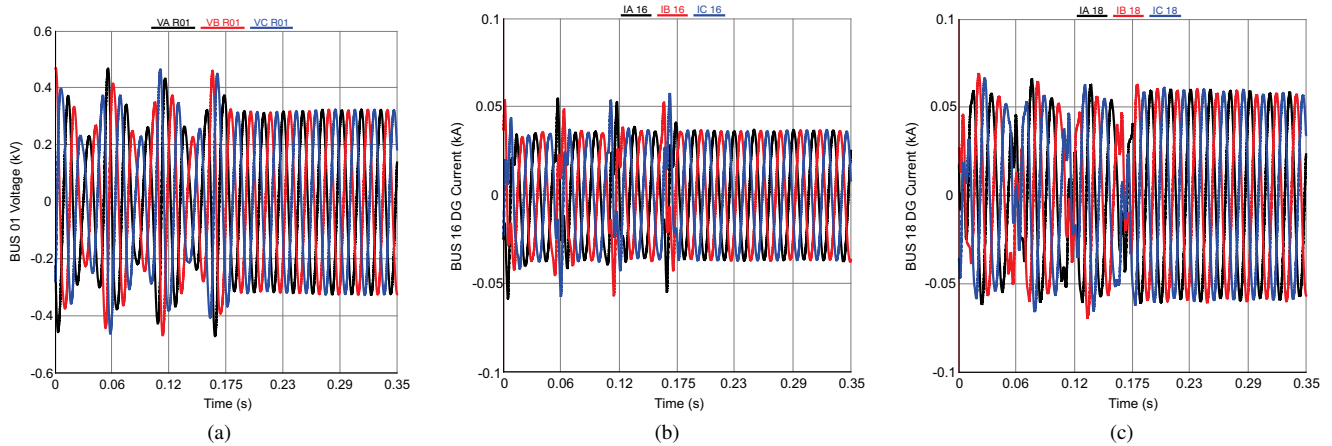 VA R01 VB R01 VC R01
0.6
0.4
0.2
0
-0.2
-0.4
-0.6
BUS 01 Voltage (kV)
0 0.06 0.12 0.175 0.23 0.29 0.35
Time (s)
(a)
IA 16 IB 16 IC 16
0.1
0.05
0
-0.05
-0.1
BUS 16 DG Current (kA)
0 0.06 0.12 0.175 0.23 0.29 0.35
Time (s)
(b)
IA 18 IB 18 IC 18
0.1
0.05
0
-0.05
-0.1
BUS 18 DG Current (kA)
0 0.06 0.12 0.175 0.23 0.29 0.35
Time (s)
(c)